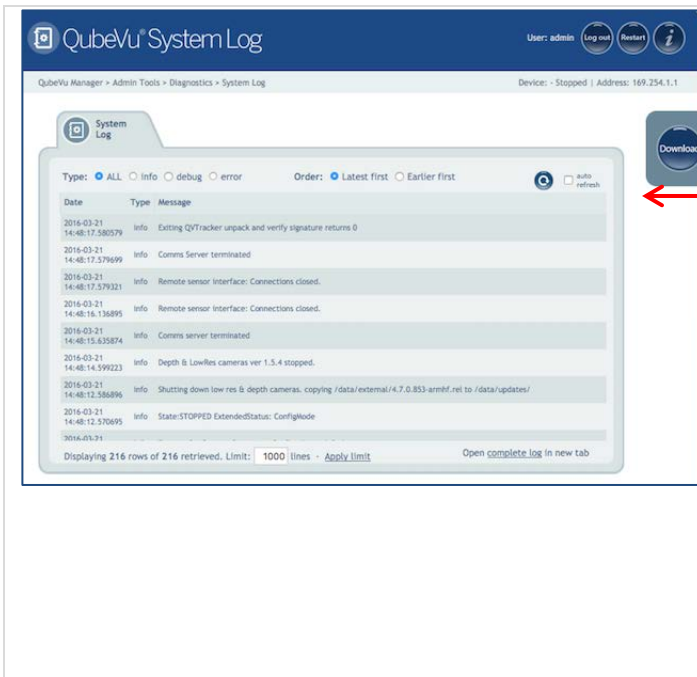 QubeVu® System Log
User: admin
Log out
Restart
i
QubeVu Manager > Admin Tools > Diagnostics > System Log
Device: - Stopped | Address: 169.254.1.1
System
Log
Download
Type: ALL Info debug error
Order: Latest first Earlier first
auto
refresh
Date Type Message
2016-03-21
14:48:17.580579 info Exiting QVTracker unpack and verify signature returns 0
2016-03-21
14:48:17.579699 info Comms Server terminated
2016-03-21
14:48:17.579321 info Remote sensor interface: Connections closed.
2016-03-21
14:48:16.136895 info Remote sensor interface: Connections closed.
2016-03-21
14:48:15.635874 info Comms server terminated
2016-03-21
14:48:14.599223 info Depth & LowRes cameras ver 1.5.4 stopped.
2016-03-21
14:48:12.586896 info Shutting down low res & depth cameras. copying /data/external/4.7.0.853-armhf.rel to /data/updates/
2016-03-21
14:48:12.570695 info State:STOPPED ExtendedStatus: ConfigMode
2016-03-21
Displaying 216 rows of 216 retrieved. Limit: 1000 lines - Apply limit
Open complete log in new tab